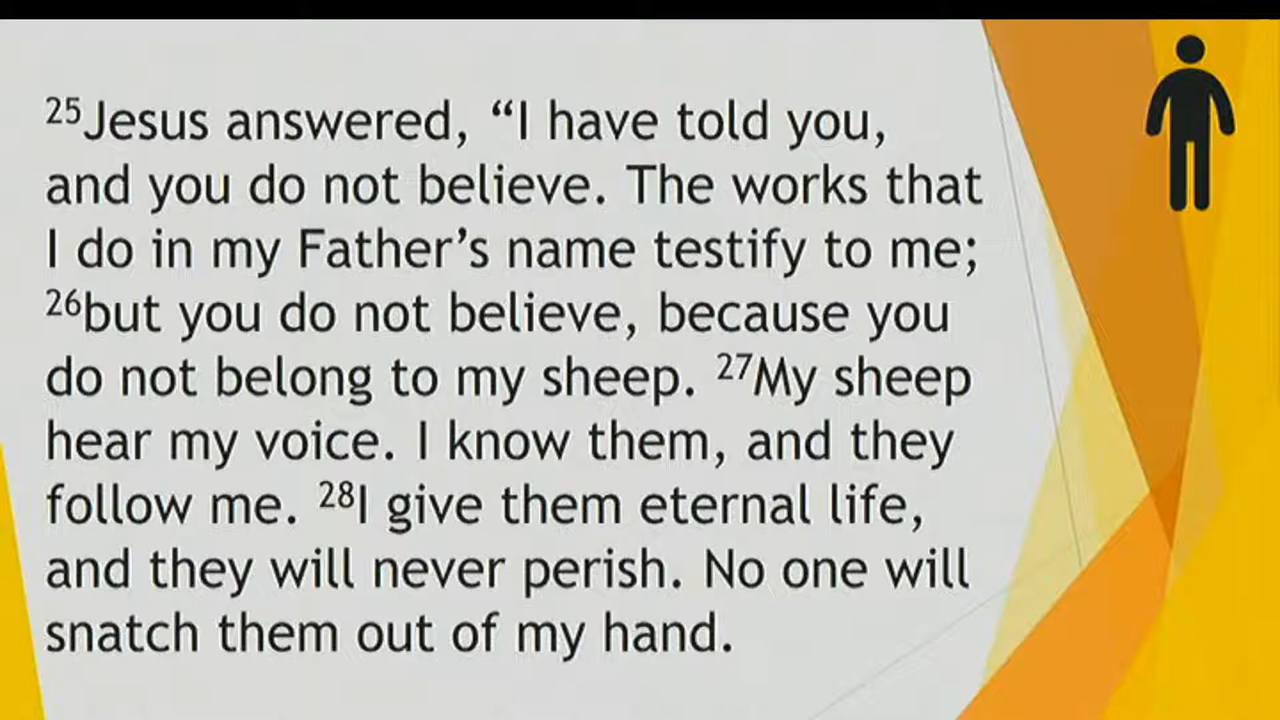 ²⁵Jesus answered, “I have told you,
and you do not believe. The works that
I do in my Father’s name testify to me;
²⁶but you do not believe, because you
do not belong to my sheep. ²⁷My sheep
hear my voice. I know them, and they
follow me. ²⁸I give them eternal life,
and they will never perish. No one will
snatch them out of my hand.